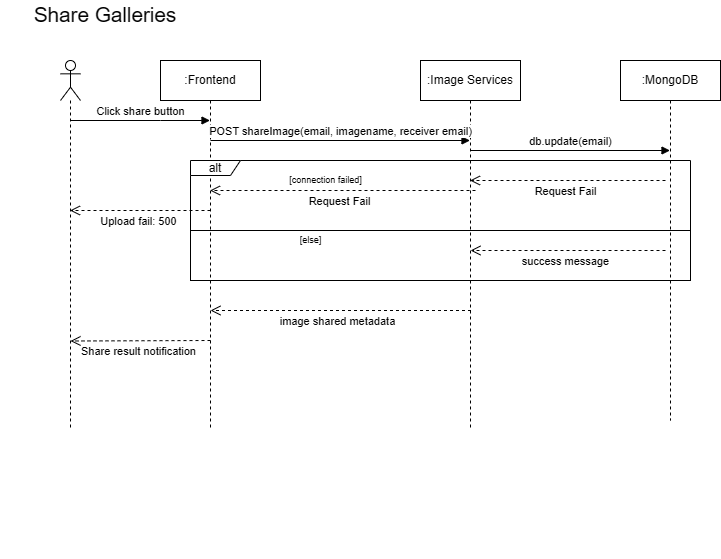 Share Galleries
:Frontend
:Image Services
:MongoDB
Click share button
POST shareImage(email, imagename, receiver email)
db.update(email)
alt
[connection failed]
Request Fail
Request Fail
Upload fail: 500
[else]
success message
image shared metadata
Share result notification